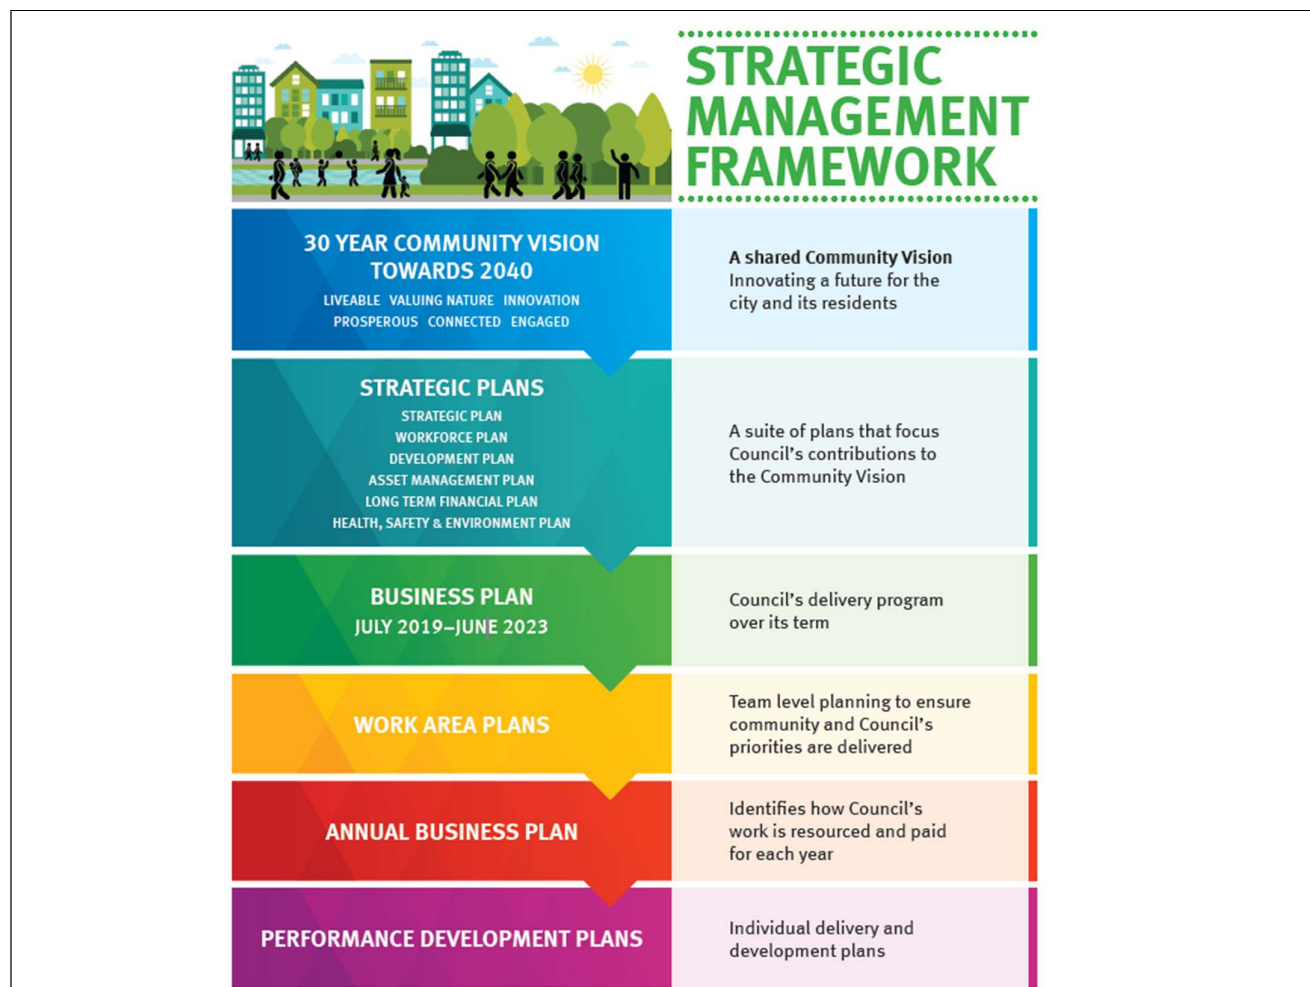 STRATEGIC
MANAGEMENT
FRAMEWORK
30 YEAR COMMUNITY VISION
TOWARDS 2040
LIVEABLE VALUING NATURE INNOVATION
PROSPEROUS CONNECTED ENGAGED
A shared Community Vision
Innovating a future for the
city and its residents
STRATEGIC PLANS
STRATEGIC PLAN
WORKFORCE PLAN
DEVELOPMENT PLAN
ASSET MANAGEMENT PLAN
LONG TERM FINANCIAL PLAN
HEALTH, SAFETY & ENVIRONMENT PLAN
A suite of plans that focus
Council’s contributions to
the Community Vision
BUSINESS PLAN
JULY 2019–JUNE 2023
Council’s delivery program
over its term
WORK AREA PLANS
Team level planning to ensure
community and Council’s
priorities are delivered
ANNUAL BUSINESS PLAN
Identifies how Council’s
work is resourced and paid
for each year
PERFORMANCE DEVELOPMENT PLANS
Individual delivery and
development plans